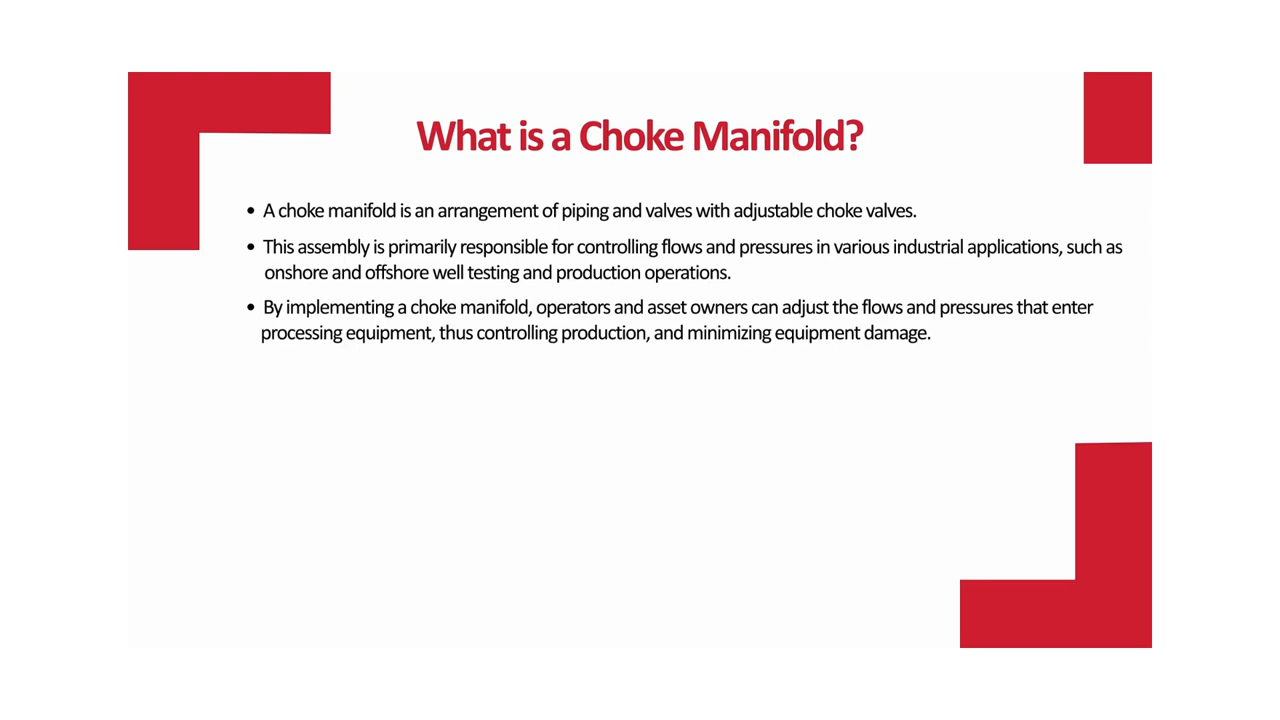 What is a Choke Manifold?
• A choke manifold is an arrangement of piping and valves with adjustable choke valves.
• This assembly is primarily responsible for controlling flows and pressures in various industrial applications, such as
onshore and offshore well testing and production operations.
• By implementing a choke manifold, operators and asset owners can adjust the flows and pressures that enter
processing equipment, thus controlling production, and minimizing equipment damage.